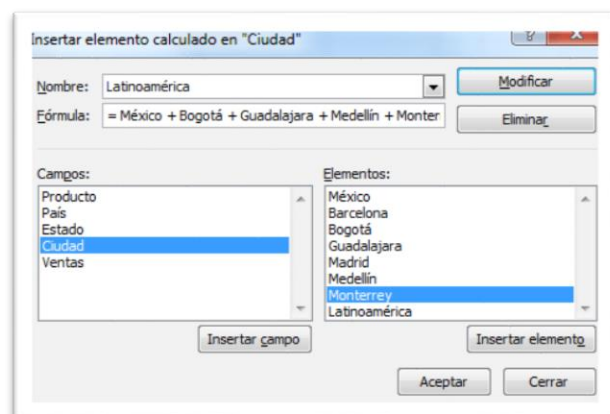 Insertar elemento calculado en "Ciudad"
Nombre: Latinoamérica Modificar
Fórmula: = México + Bogotá + Guadalajara + Medellín + Monter Eliminar
Campos:
Producto
País
Estado
Ciudad
Ventas
Insertar campo
Elementos:
México
Barcelona
Bogotá
Guadalajara
Madrid
Medellín
Monterrey
Latinoamérica
Insertar elemento
Aceptar Cerrar